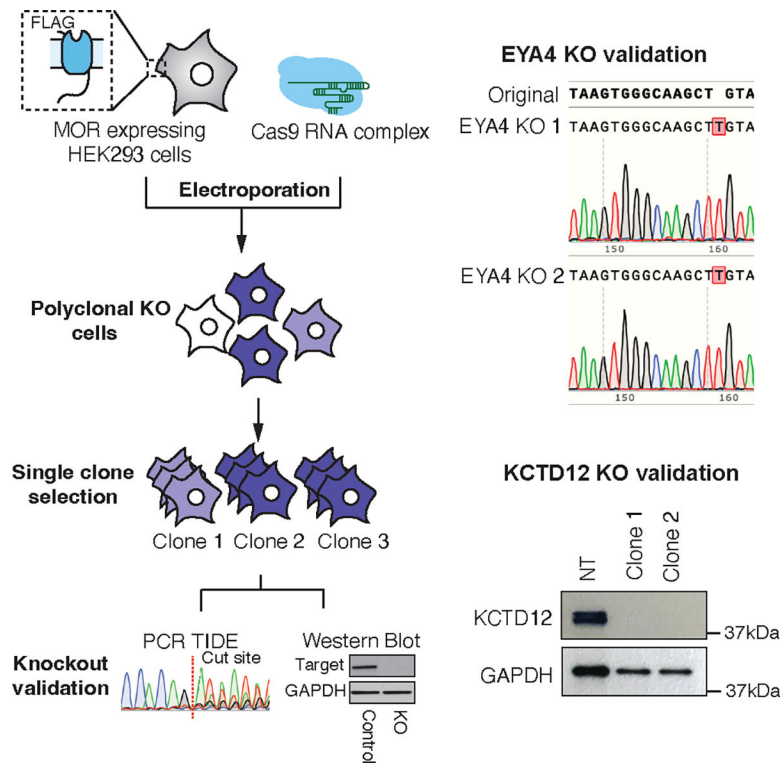 FLAG
MOR expressing
HEK293 cells
Cas9 RNA complex
Electroporation
Polyclonal KO
cells
Single clone
selection
Clone 1
Clone 2
Clone 3
Knockout
validation
PCR TIDE
Cut site
Western Blot
Target
GAPDH
Control
KO
EYA4 KO validation
Original TAAGTGGGCAAGCT GTA
EYA4 KO 1 TAAGTGGGCAAGCTTGTA
150 160
EYA4 KO 2 TAAGTGGGCAAGCTTGTA
150 160
KCTD12 KO validation
NT
Clone 1
Clone 2
KCTD12
37kDa
GAPDH
37kDa